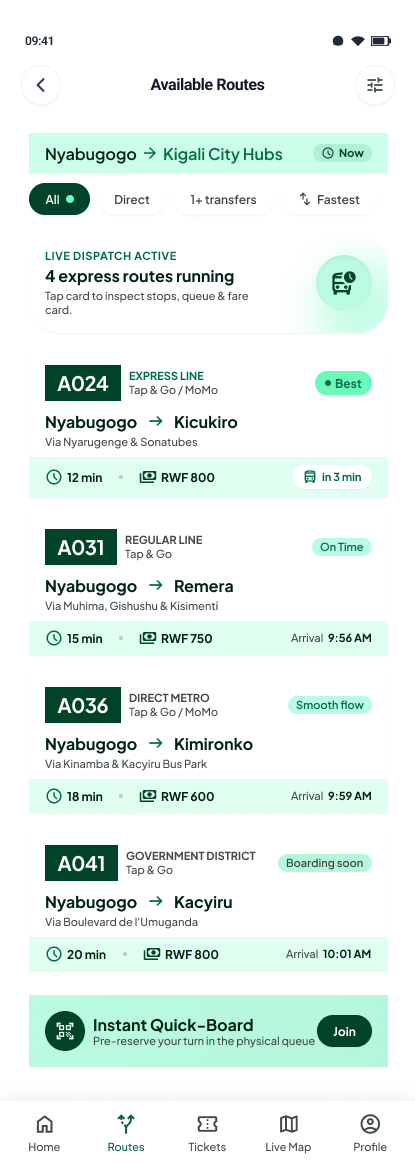 09:41
Available Routes
Nyabugogo → Kigali City Hubs
Now
All
Direct
1+ transfers
Fastest
LIVE DISPATCH ACTIVE
4 express routes running
Tap card to inspect stops, queue & fare
card.
A024
EXPRESS LINE
Tap & Go / MoMo
Best
Nyabugogo → Kicukiro
Via Nyarugenge & Sonatubes
12 min • RWF 800
in 3 min
A031
REGULAR LINE
Tap & Go
On Time
Nyabugogo → Remera
Via Muhima, Gishushu & Kisimenti
15 min • RWF 750
Arrival 9:56 AM
A036
DIRECT METRO
Tap & Go / MoMo
Smooth flow
Nyabugogo → Kimironko
Via Kinamba & Kacyiru Bus Park
18 min • RWF 600
Arrival 9:59 AM
A041
GOVERNMENT DISTRICT
Tap & Go
Boarding soon
Nyabugogo → Kacyiru
Via Boulevard de l'Umuganda
20 min • RWF 800
Arrival 10:01 AM
Instant Quick-Board
Pre-reserve your turn in the physical queue
Join
Home
Routes
Tickets
Live Map
Profile